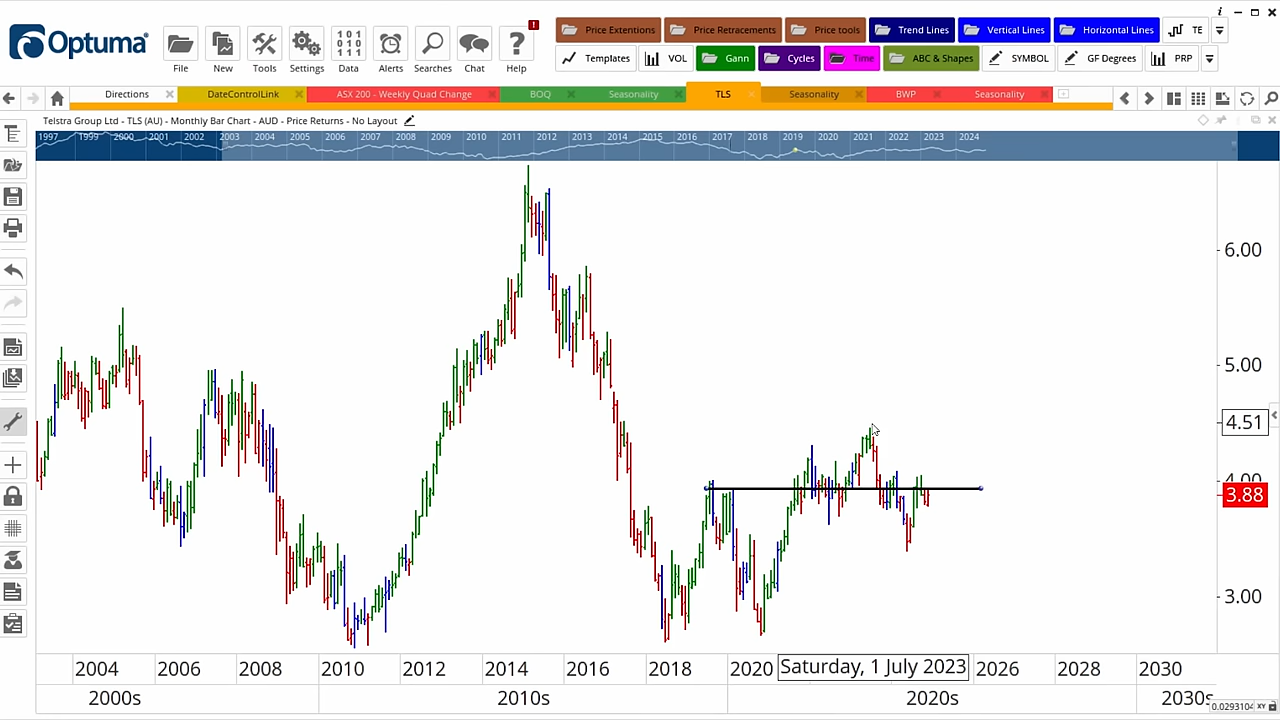 i
Optuma
File
New
Tools
Settings
Data
Alerts
Searches
Chat
Help
Price Extentions
Price Retracements
Price tools
Trend Lines
Vertical Lines
Horizontal Lines
TE
Templates
VOL
Gann
Cycles
Time
ABC & Shapes
SYMBOL
GF Degrees
PRP
Directions
DateControlLink
ASX 200 - Weekly Quad Change
BOQ
Seasonality
TLS
Seasonality
BWP
Seasonality
Telstra Group Ltd - TLS (AU) - Monthly Bar Chart - AUD - Price Returns - No Layout
1997 1999 2000 2001 2002 2003 2004 2005 2006 2007 2008 2009 2010 2011 2012 2013 2014 2015 2016 2017 2018 2019 2020 2021 2022 2023 2024
6.00
5.00
4.51
4.00
3.88
3.00
2004 2006 2008 2010 2012 2014 2016 2018 2020 Saturday, 1 July 2023 2026 2028 2030
2000s 2010s 2020s 2030s
0.0293104 XY